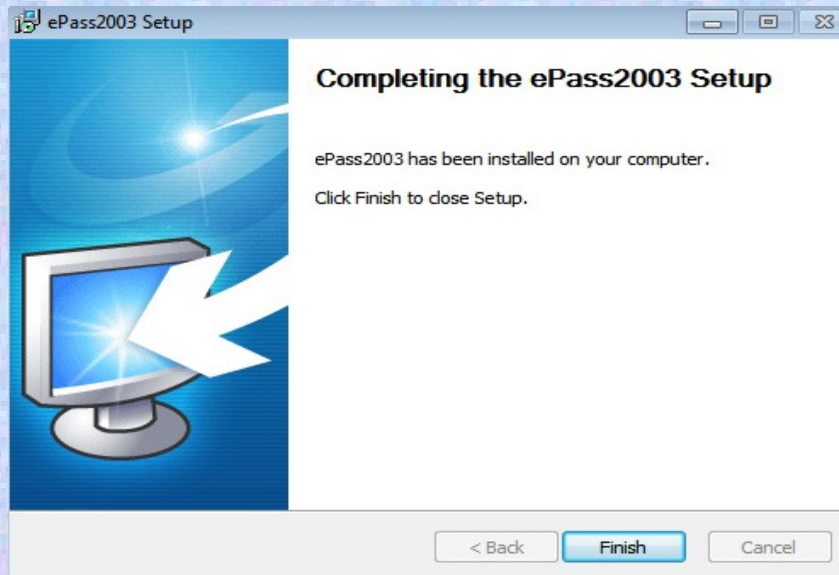 ePass2003 Setup
Completing the ePass2003 Setup
ePass2003 has been installed on your computer.
Click Finish to close Setup.
< Back
Finish
Cancel